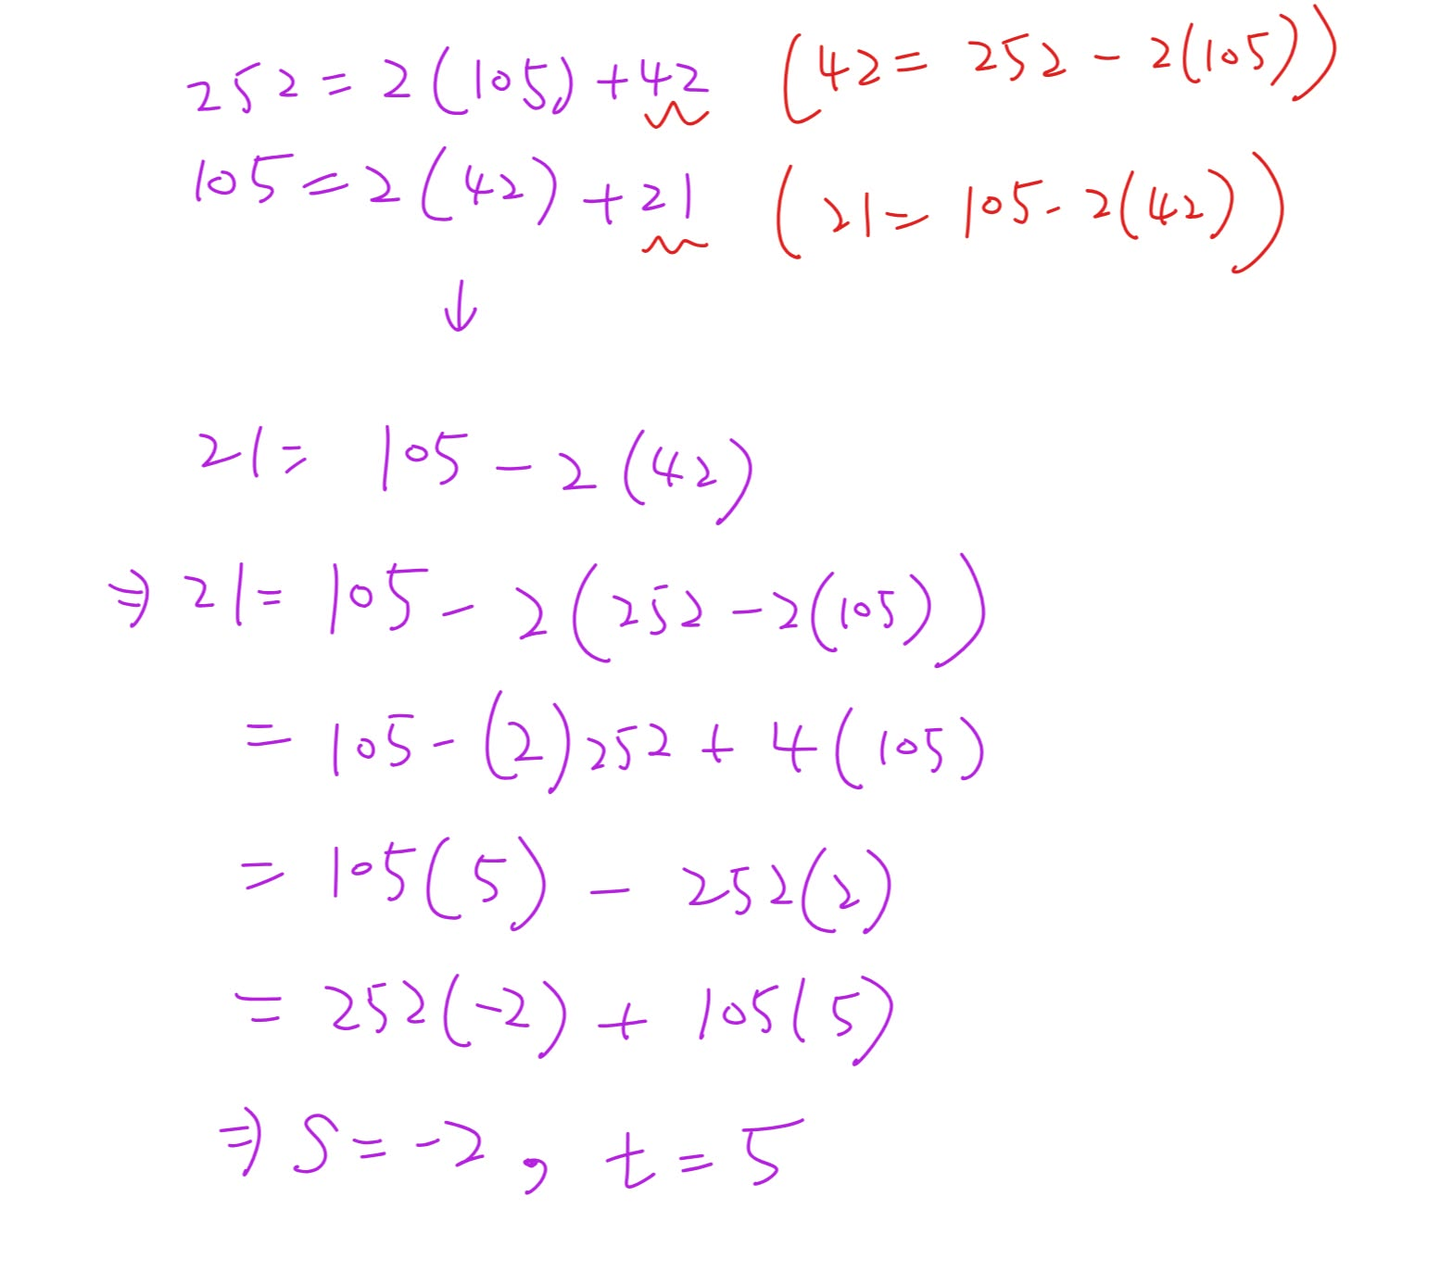 252 = 2(105) + 42 (42 = 252 - 2(105))
105 = 2(42) + 21 (21 = 105 - 2(42))
↓
21 = 105 - 2(42)
⇒ 21 = 105 - 2(252 - 2(105))
= 105 - (2)252 + 4(105)
= 105(5) - 252(2)
= 252(-2) + 105(5)
⇒ S = -2, t = 5